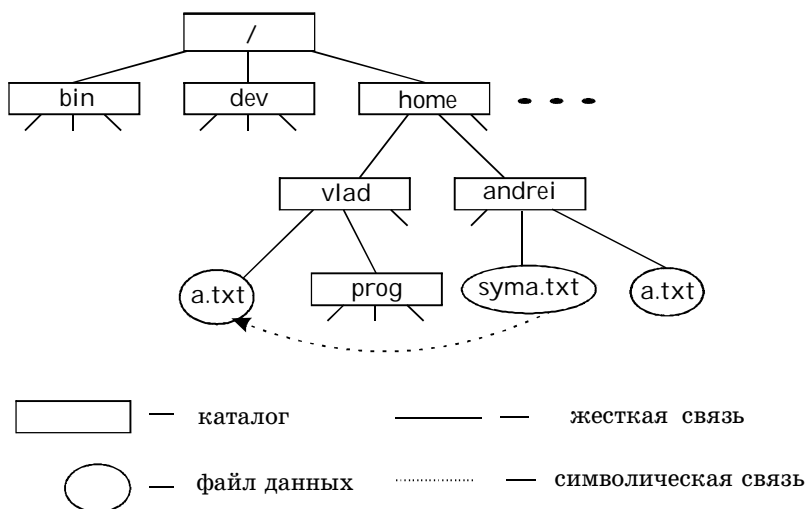 /
bin dev home
vlad andrei
a.txt prog syma.txt a.txt
— каталог — жесткая связь
— файл данных — символическая связь